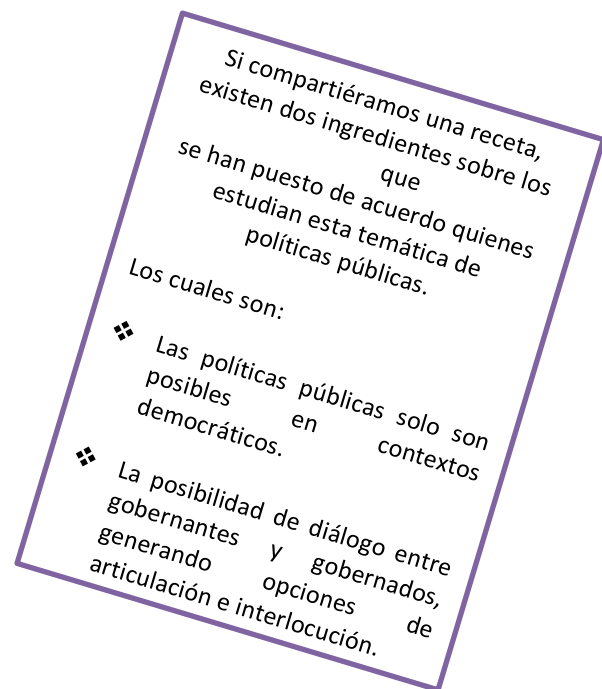 Si compartiéramos una receta,
existen dos ingredientes sobre los
que
se han puesto de acuerdo quienes
estudian esta temática de
políticas públicas.
Los cuales son:
❖ Las políticas públicas solo son
posibles en contextos
democráticos.
❖ La posibilidad de diálogo entre
gobernantes y gobernados,
generando opciones de
articulación e interlocución.